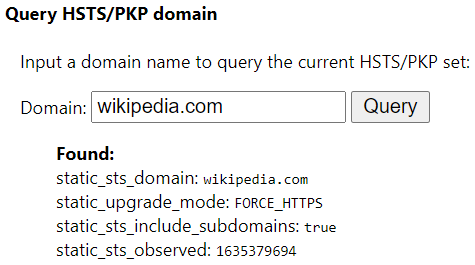 Query HSTS/PKP domain
Input a domain name to query the current HSTS/PKP set:
Domain: wikipedia.com Query
Found:
static_sts_domain: wikipedia.com
static_upgrade_mode: FORCE_HTTPS
static_sts_include_subdomains: true
static_sts_observed: 1635379694